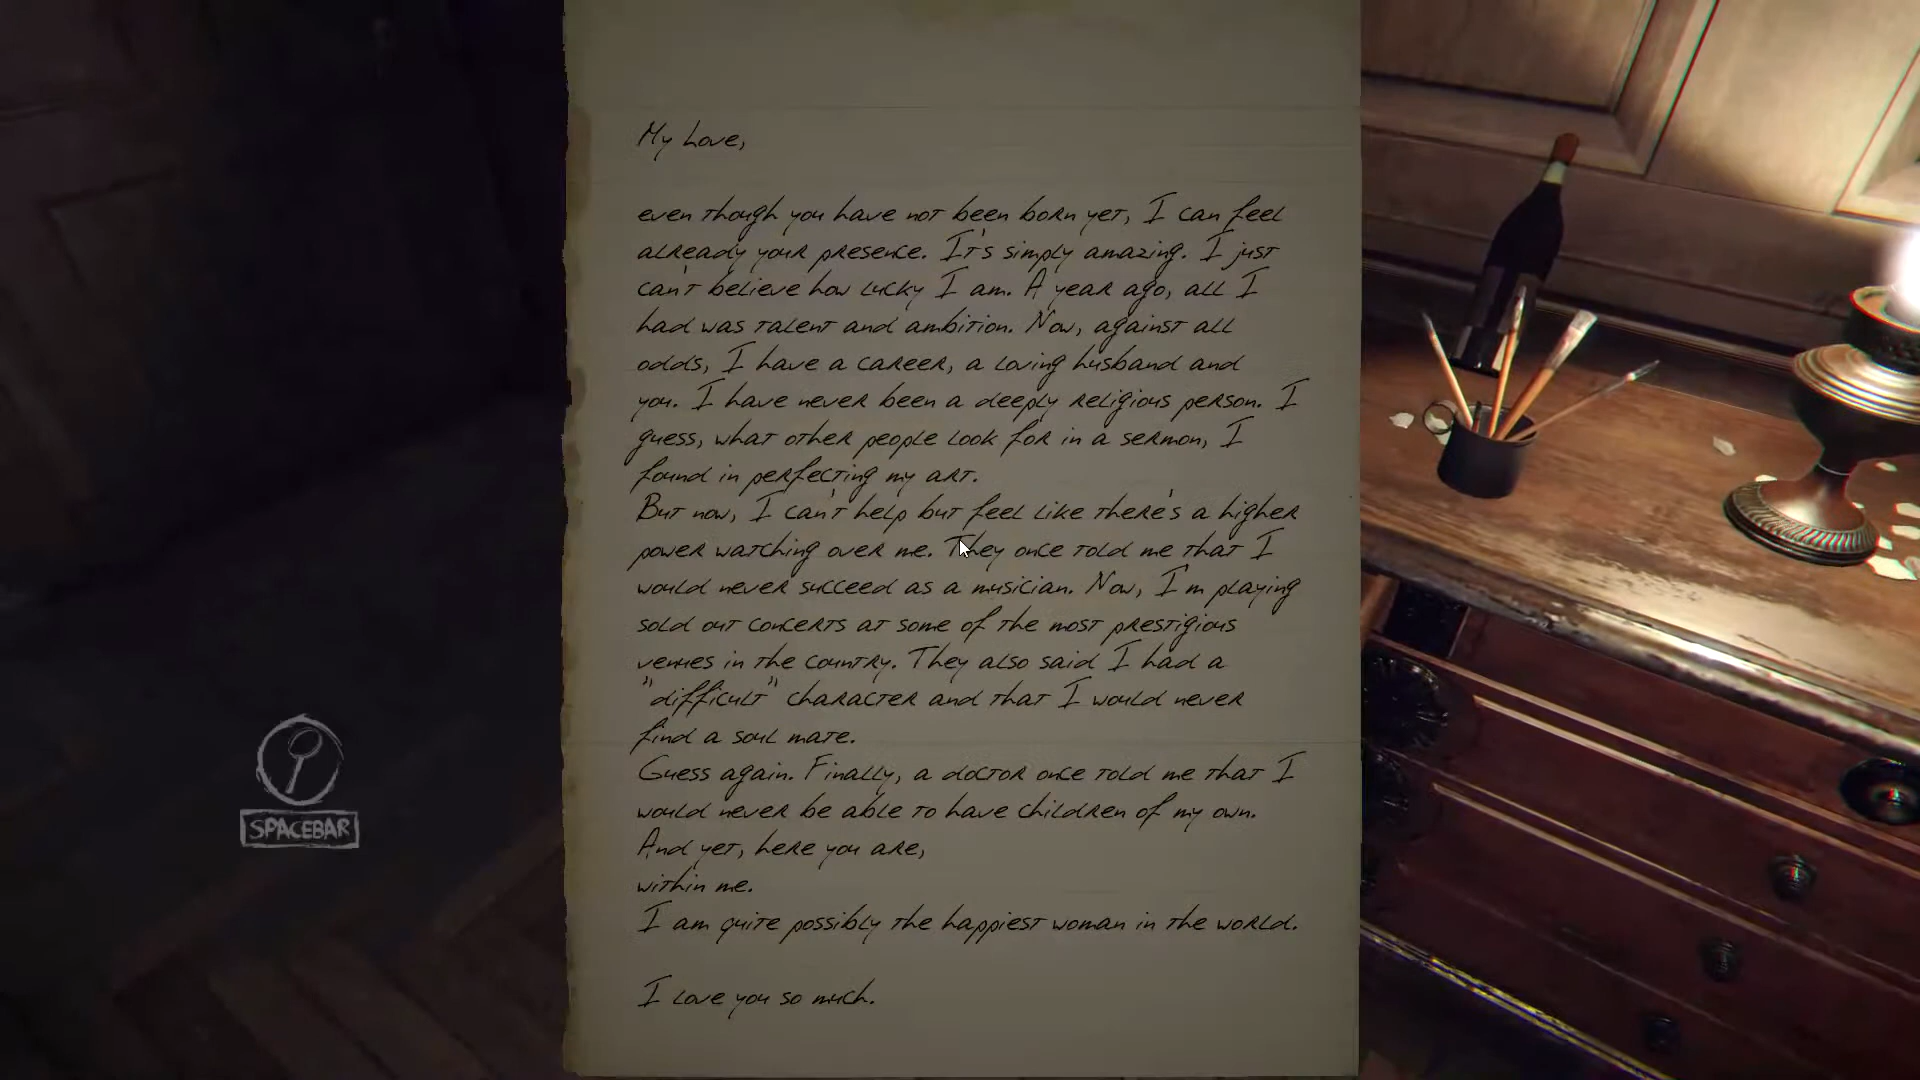 My Love,
even though you have not been born yet, I can feel
already your presence. It's simply amazing. I just
can't believe how lucky I am. A year ago, all I
had was talent and ambition. Now, against all
odds, I have a career, a loving husband and
you. I have never been a deeply religious person. I
guess, what other people look for in a sermon, I
found in perfecting my art.
But now, I can't help but feel like there's a higher
power watching over me. They once told me that I
would never succeed as a musician. Now, I'm playing
sold out concerts at some of the most prestigious
venues in the country. They also said I had a
"difficult" character and that I would never
find a soul mate.
Guess again. Finally, a doctor once told me that I
would never be able to have children of my own.
And yet, here you are,
within me.
I am quite possibly the happiest woman in the world.
I love you so much.
SPACEBAR